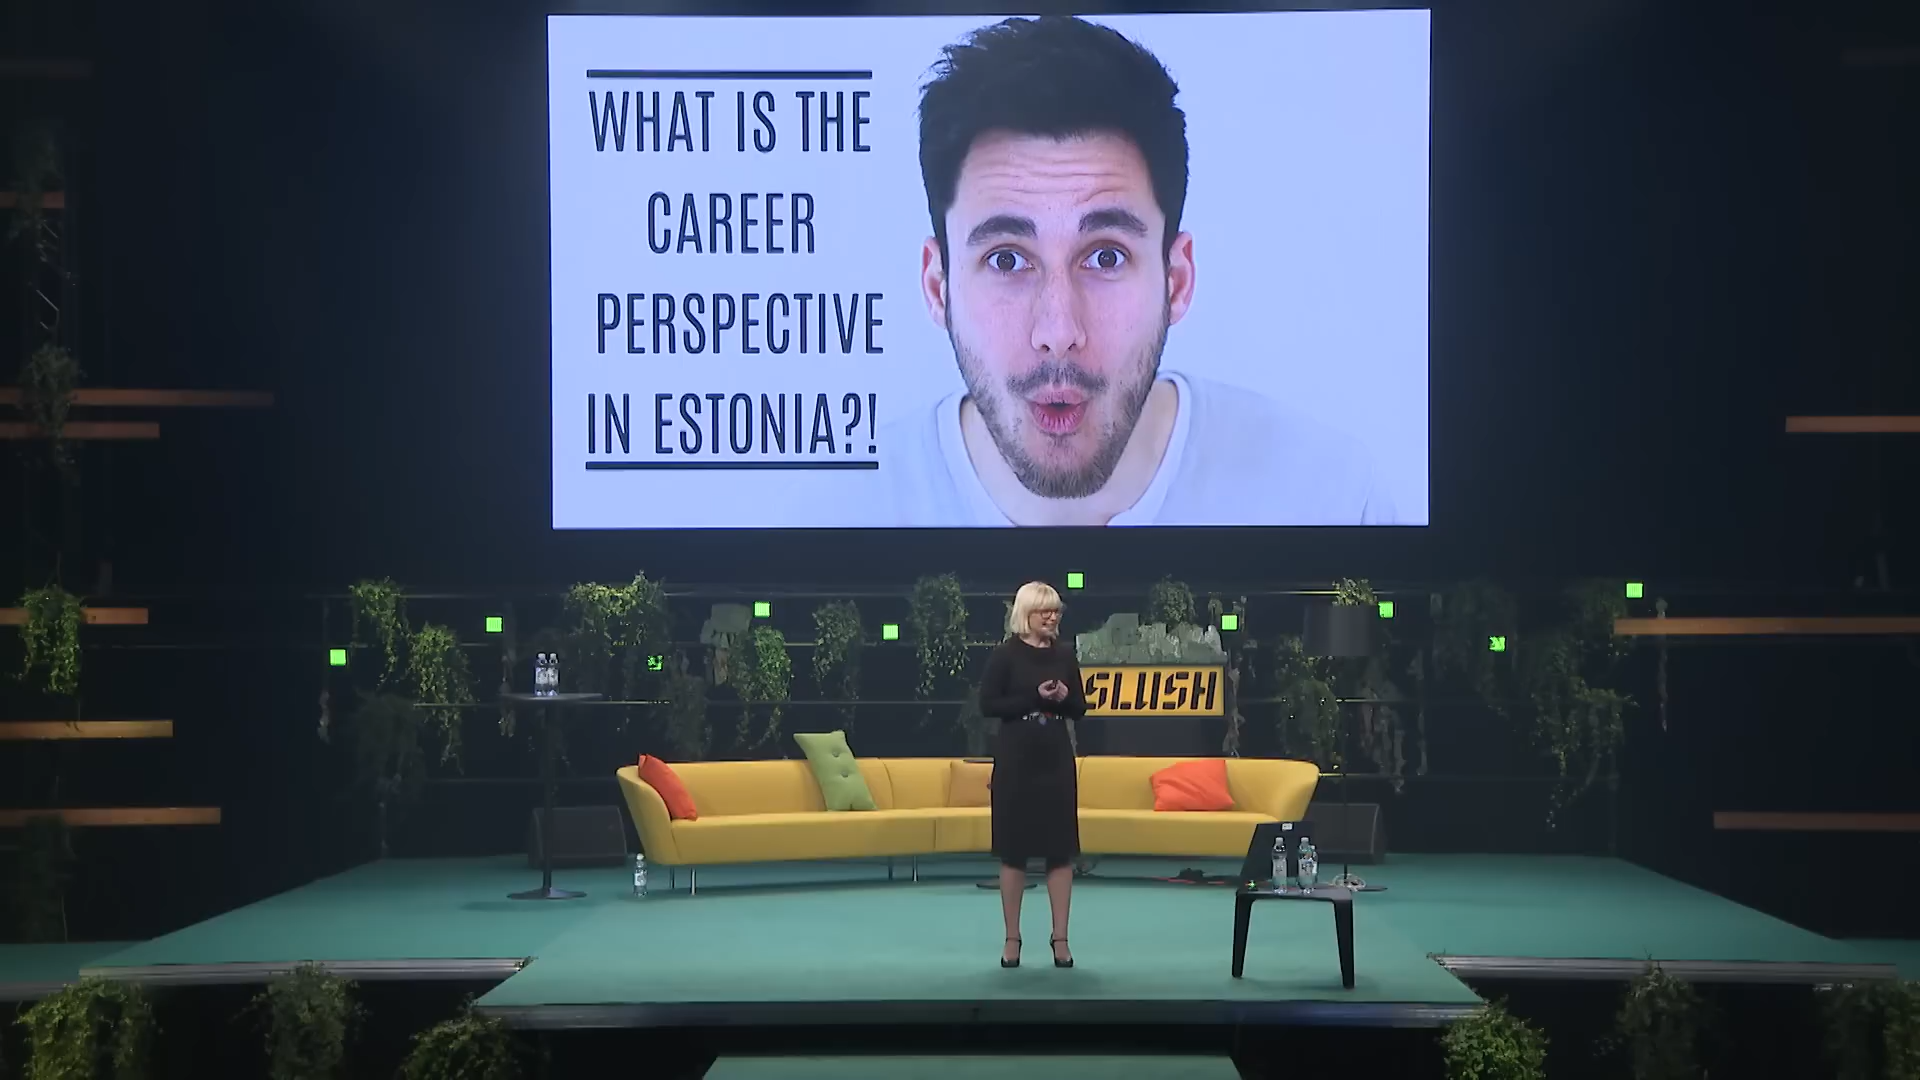 WHAT IS THE
CAREER
PERSPECTIVE
IN ESTONIA?!
SLUSH